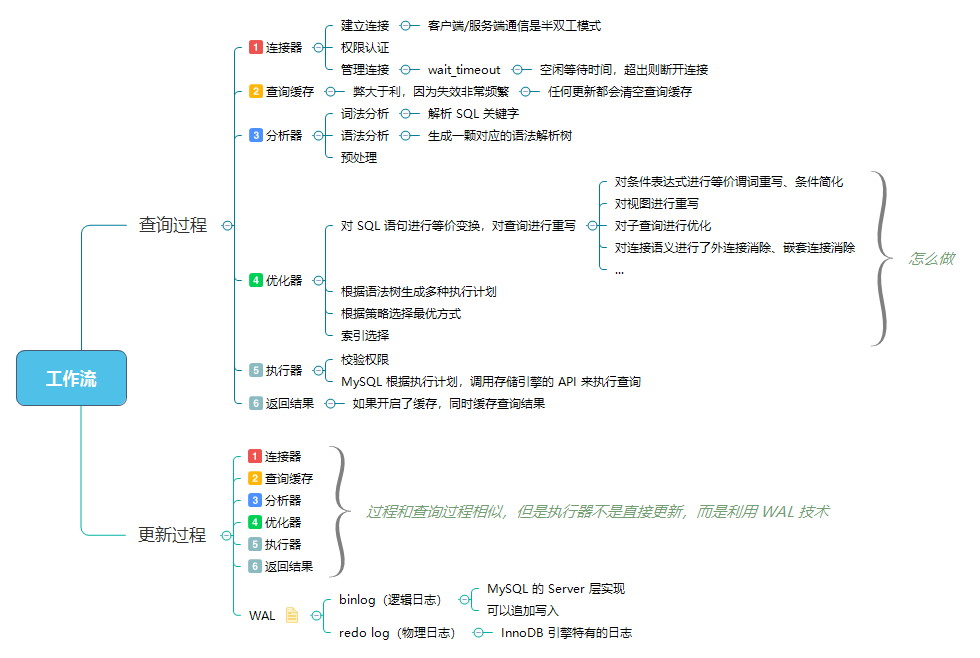 工作流
查询过程
1 连接器
建立连接
客户端/服务端通信是半双工模式
权限认证
管理连接
wait_timeout
空闲等待时间，超出则断开连接
2 查询缓存
弊大于利，因为失效非常频繁
任何更新都会清空查询缓存
3 分析器
词法分析
解析 SQL 关键字
语法分析
生成一颗对应的语法解析树
预处理
4 优化器
对 SQL 语句进行等价变换，对查询进行重写
对条件表达式进行等价谓词重写、条件简化
对视图进行重写
对子查询进行优化
对连接语义进行了外连接消除、嵌套连接消除
...
根据语法树生成多种执行计划
根据策略选择最优方式
索引选择
怎么做
5 执行器
校验权限
MySQL 根据执行计划，调用存储引擎的 API 来执行查询
6 返回结果
如果开启了缓存，同时缓存查询结果
更新过程
1 连接器
2 查询缓存
3 分析器
4 优化器
5 执行器
6 返回结果
过程和查询过程相似，但是执行器不是直接更新，而是利用 WAL 技术
WAL
binlog（逻辑日志）
MySQL 的 Server 层实现
可以追加写入
redo log（物理日志）
InnoDB 引擎特有的日志